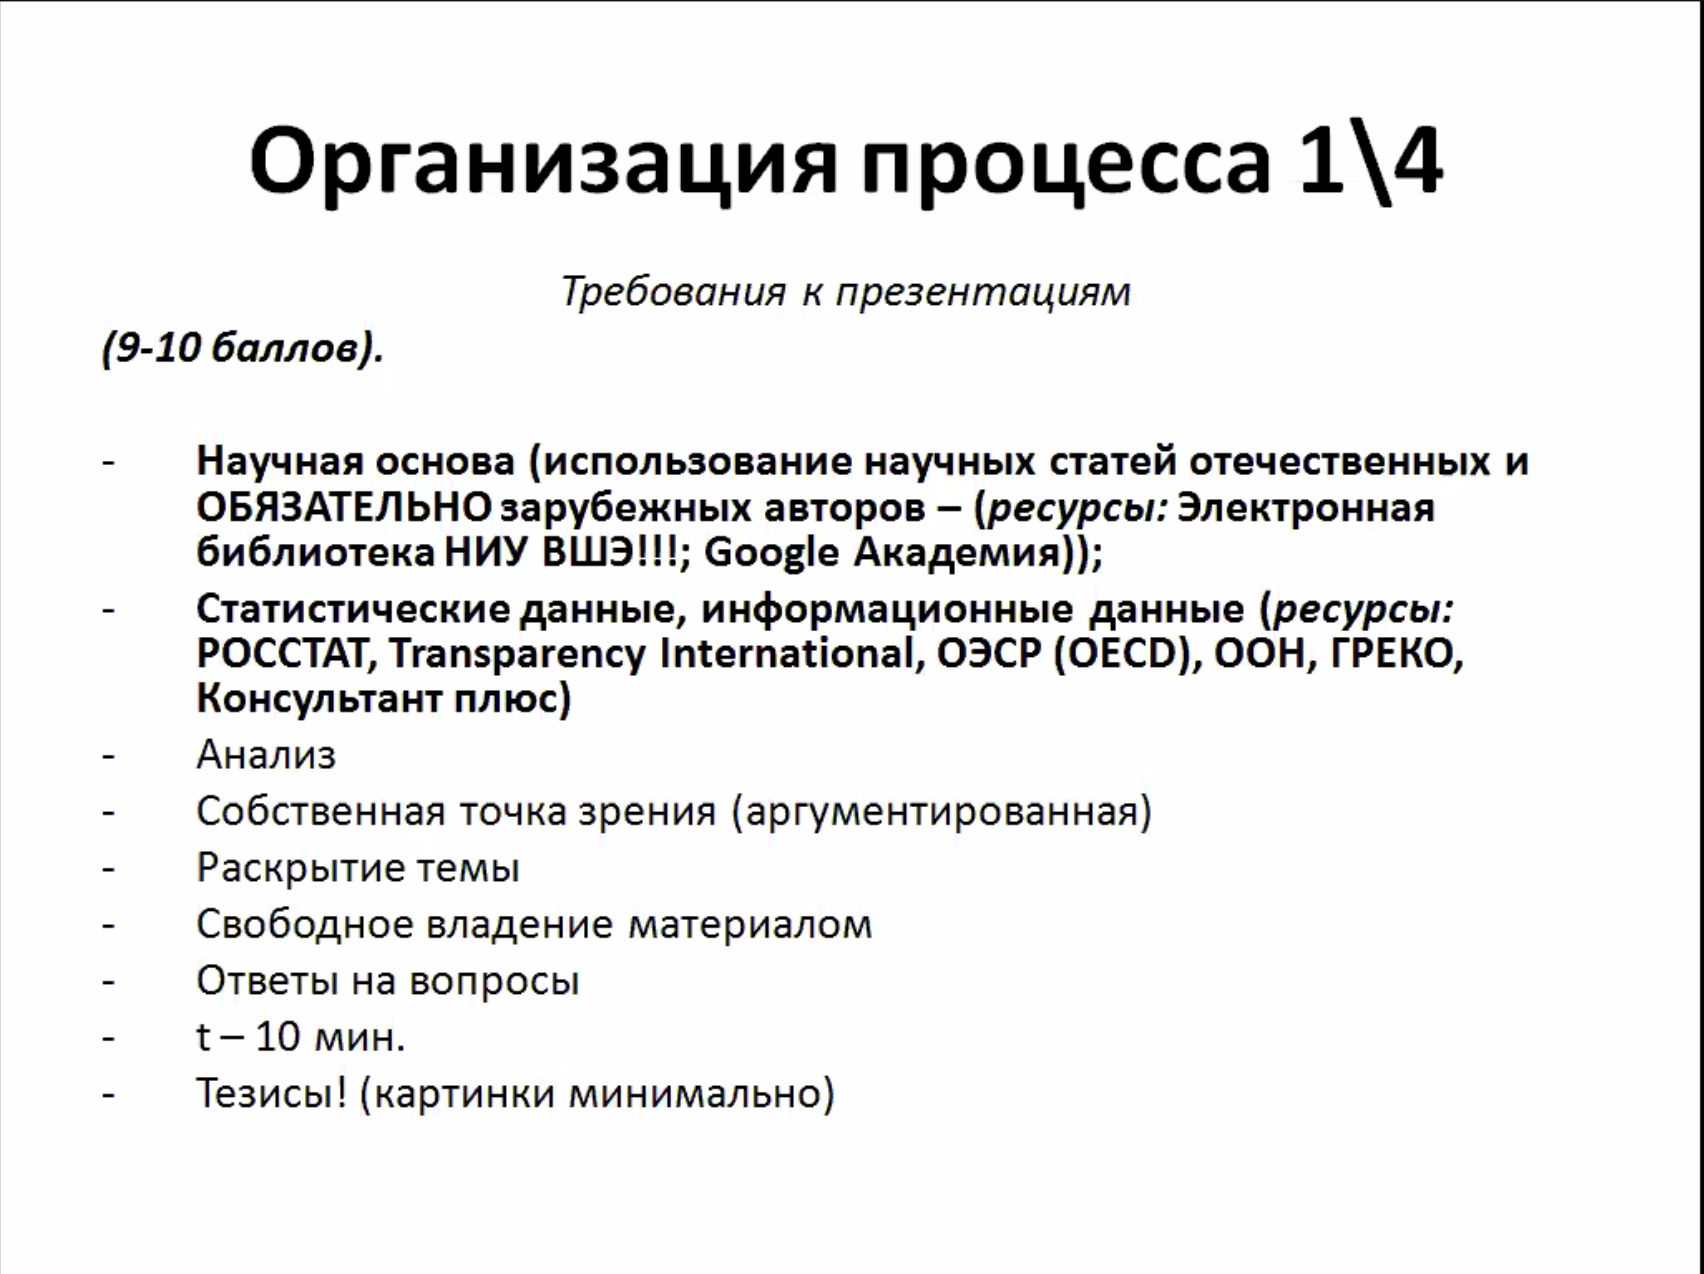 Организация процесса 1\4
Требования к презентациям
(9-10 баллов).
- Научная основа (использование научных статей отечественных и
ОБЯЗАТЕЛЬНО зарубежных авторов – (ресурсы: Электронная
библиотека НИУ ВШЭ!!!; Google Академия));
- Статистические данные, информационные данные (ресурсы:
РОССТАТ, Transparency International, ОЭСР (OECD), ООН, ГРЕКО,
Консультант плюс)
- Анализ
- Собственная точка зрения (аргументированная)
- Раскрытие темы
- Свободное владение материалом
- Ответы на вопросы
- t – 10 мин.
- Тезисы! (картинки минимально)